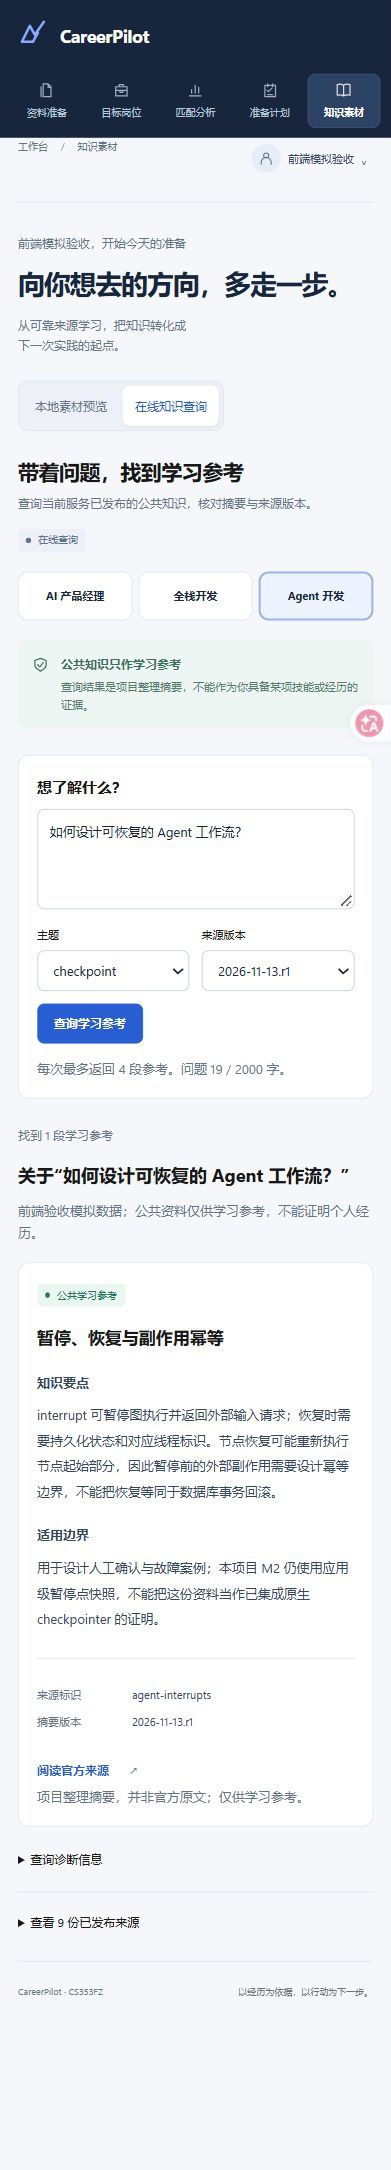 CareerPilot
资料准备
目标岗位
匹配分析
准备计划
知识素材
工作台 / 知识素材
前端模拟验收
前端模拟验收，开始今天的准备
向你想去的方向，多走一步。
从可靠来源学习，把知识转化成
下一次实践的起点。
本地素材预览
在线知识查询
带着问题，找到学习参考
查询当前服务已发布的公共知识，核对摘要与来源版本。
在线查询
AI 产品经理
全栈开发
Agent 开发
公共知识只作学习参考
查询结果是项目整理摘要，不能作为你具备某项技能或经历的
证据。
想了解什么？
如何设计可恢复的 Agent 工作流？
主题
来源版本
checkpoint
2026-11-13.r1
查询学习参考
每次最多返回 4 段参考。问题 19 / 2000 字。
找到 1 段学习参考
关于“如何设计可恢复的 Agent 工作流？”
前端验收模拟数据；公共资料仅供学习参考，不能证明个人经
历。
公共学习参考
暂停、恢复与副作用幂等
知识要点
interrupt 可暂停图执行并返回外部输入请求；恢复时需
要持久化状态和对应线程标识。节点恢复可能重新执行
节点起始部分，因此暂停前的外部副作用需要设计幂等
边界，不能把恢复等同于数据库事务回滚。
适用边界
用于设计人工确认与故障案例；本项目 M2 仍使用应用
级暂停点快照，不能把这份资料当作已集成原生
checkpointer 的证明。
来源标识 agent-interrupts
摘要版本 2026-11-13.r1
阅读官方来源 ↗
项目整理摘要，并非官方原文；仅供学习参考。
查询诊断信息
查看 9 份已发布来源
CareerPilot · CS353FZ
以经历为依据，以行动为下一步。